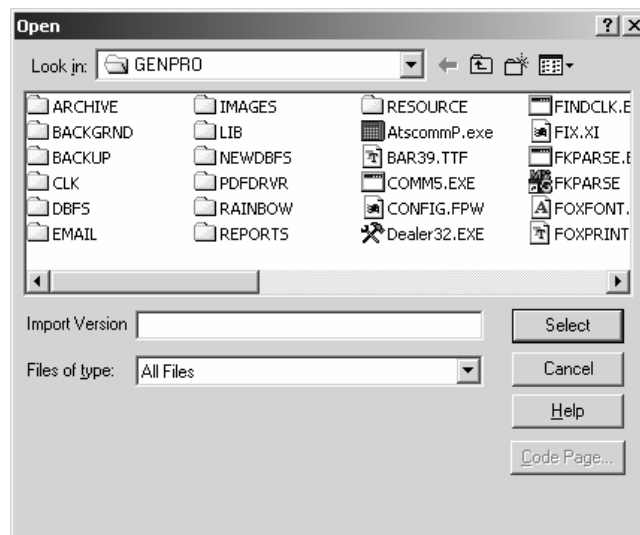 Open
Look in: GENPRO
ARCHIVE IMAGES RESOURCE FINDCLK.E
BACKGRND LIB AtscommP.exe FIX.XI
BACKUP NEWDBFS BAR39.TTF FKPARSE.E
CLK PDFDRVR COMM5.EXE FKPARSE
DBFS RAINBOW CONFIG.FPW FOXFONT.
EMAIL REPORTS Dealer32.EXE FOXPRINT
Import Version Select
Files of type: All Files Cancel
Help
Code Page...